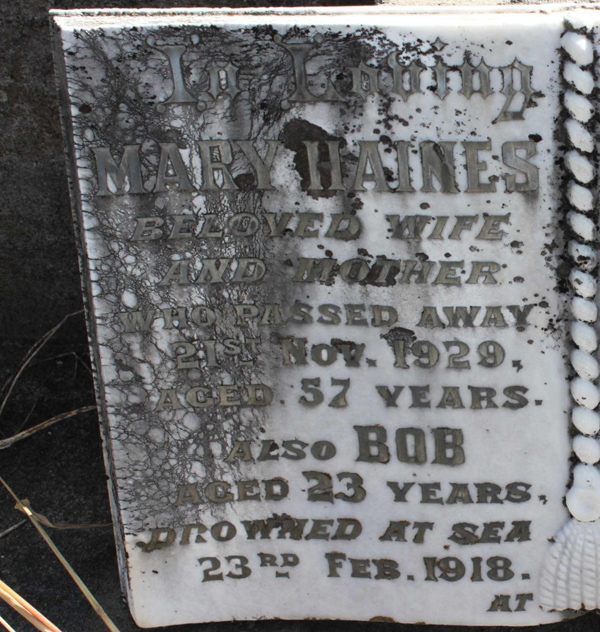 In Loving
MARY HAINES
BELOVED WIFE
AND MOTHER
WHO PASSED AWAY
21ST NOV. 1929,
AGED 57 YEARS.
ALSO BOB
AGED 23 YEARS,
DROWNED AT SEA
23RD FEB. 1918.
AT